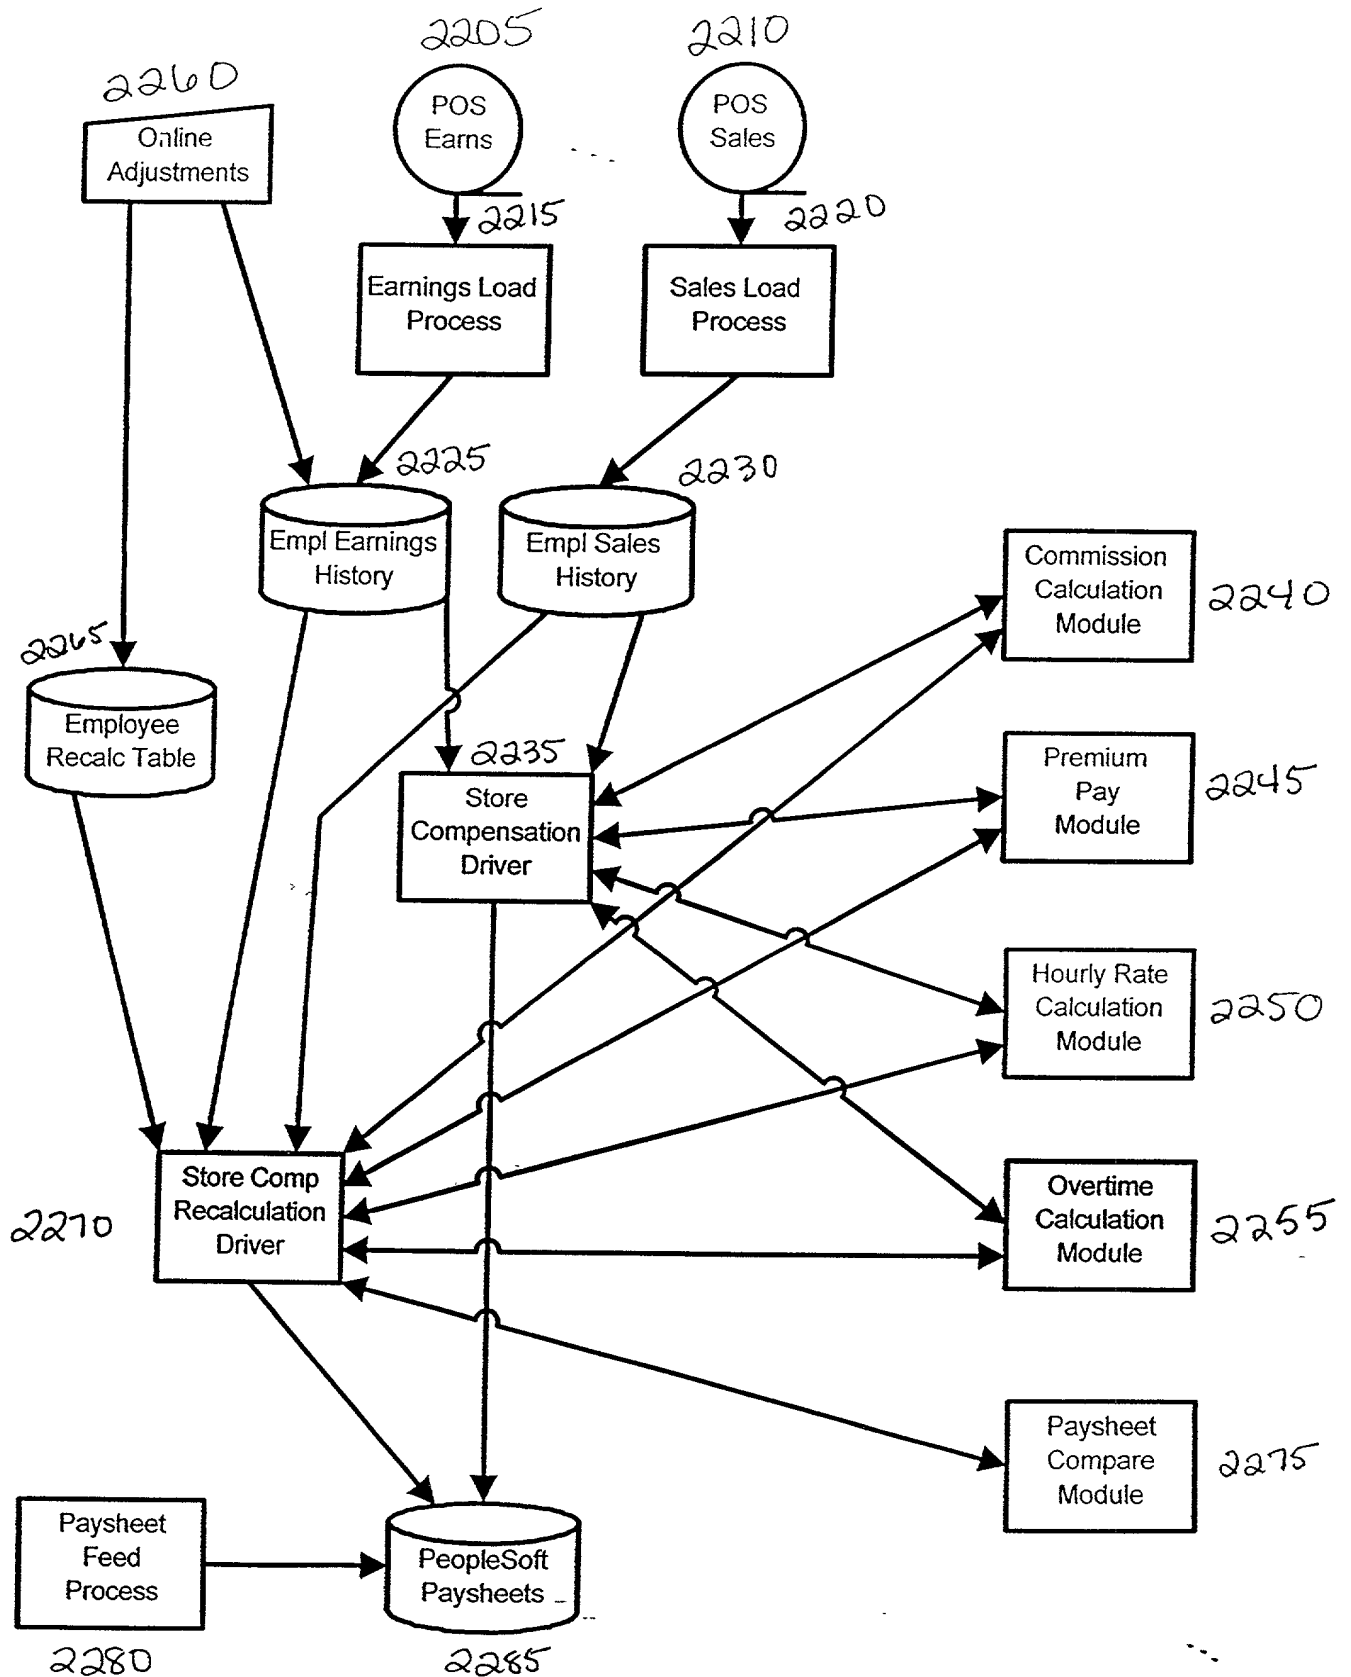 2205
2210
2260
POS
Earns
POS
Sales
Online
Adjustments
2215
2220
Earnings Load
Process
Sales Load
Process
2225
2230
Empl Earnings
History
Empl Sales
History
Commission
Calculation
Module
2240
2265
Employee
Recalc Table
2235
Store
Compensation
Driver
Premium
Pay
Module
2245
Hourly Rate
Calculation
Module
2250
Store Comp
Recalculation
Driver
2270
Overtime
Calculation
Module
2255
Paysheet
Compare
Module
2275
Paysheet
Feed
Process
PeopleSoft
Paysheets
2280
2285